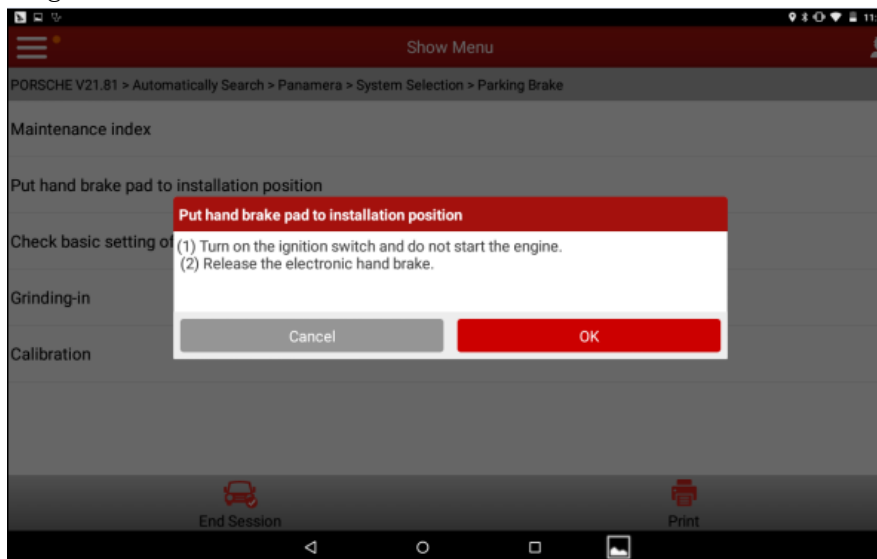 11:
Show Menu
PORSCHE V21.81 > Automatically Search > Panamera > System Selection > Parking Brake
Maintenance index
Put hand brake pad to installation position
Put hand brake pad to installation position
Check basic setting of
(1) Turn on the ignition switch and do not start the engine.
(2) Release the electronic hand brake.
Grinding-in
Cancel
OK
Calibration
End Session
Print